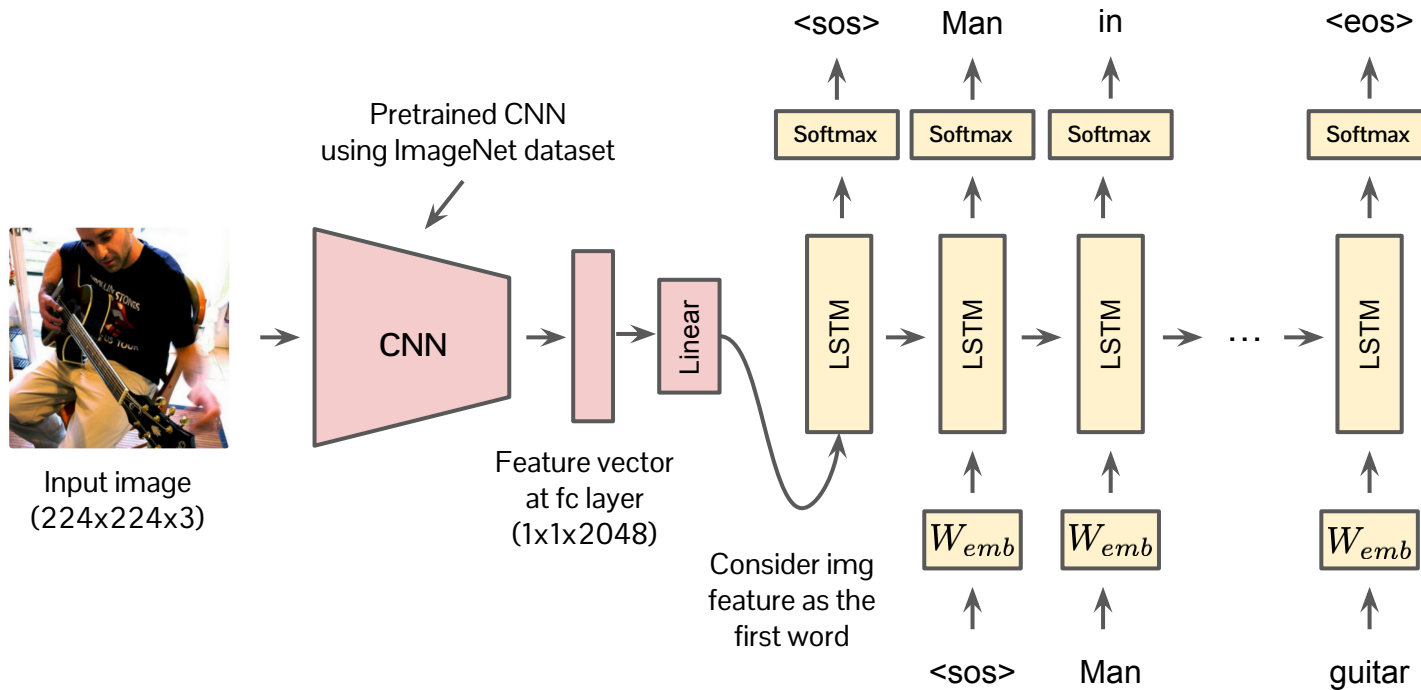 <sos> Man in <eos>
Softmax Softmax Softmax Softmax
Pretrained CNN
using ImageNet dataset
CNN
Linear
LSTM LSTM LSTM ... LSTM
Input image
(224x224x3)
Feature vector
at fc layer
(1x1x2048)
Consider img
feature as the
first word
W_emb W_emb W_emb
<sos> Man guitar